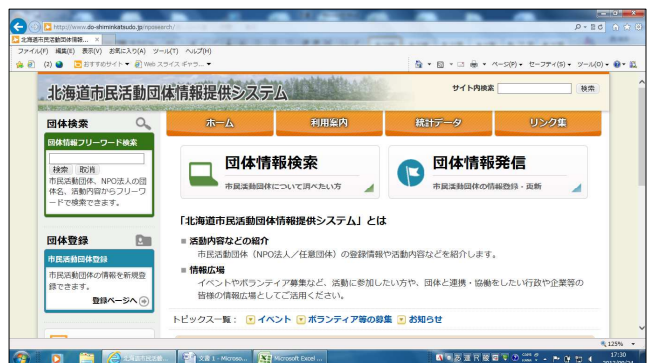 http://www.do-shiminkatsudo.jp/nposearch/
北海道市民活動団体情報...
ファイル(F) 編集(E) 表示(V) お気に入り(A) ツール(T) ヘルプ(H)
(2) おすすめサイト Web スライス ギャラ...
ページ(P) セーフティ(S) ツール(O)
北海道市民活動団体情報提供システム
サイト内検索 検索
団体検索
ホーム 利用案内 統計データ リンク集
団体情報フリーワード検索
検索 取消
市民活動団体、NPO法人の団
体名、活動内容からフリーワ
ードで検索できます。
団体情報検索
市民活動団体について調べたい方
団体情報発信
市民活動団体の情報登録・更新
「北海道市民活動団体情報提供システム」とは
活動内容などの紹介
市民活動団体（NPO法人／任意団体）の登録情報や活動内容などを紹介します。
団体登録
市民活動団体登録
市民活動団体の情報を新規登
録できます。
登録ページへ
情報広場
イベントやボランティア募集など、活動に参加したい方や、団体と連携・協働をしたい行政や企業等の
皆様の情報広場としてご活用ください。
トピックス一覧： イベント ボランティア等の募集 お知らせ
125%
北海道市民活動...
文書 1 - Microso...
Microsoft Excel ...
17:30